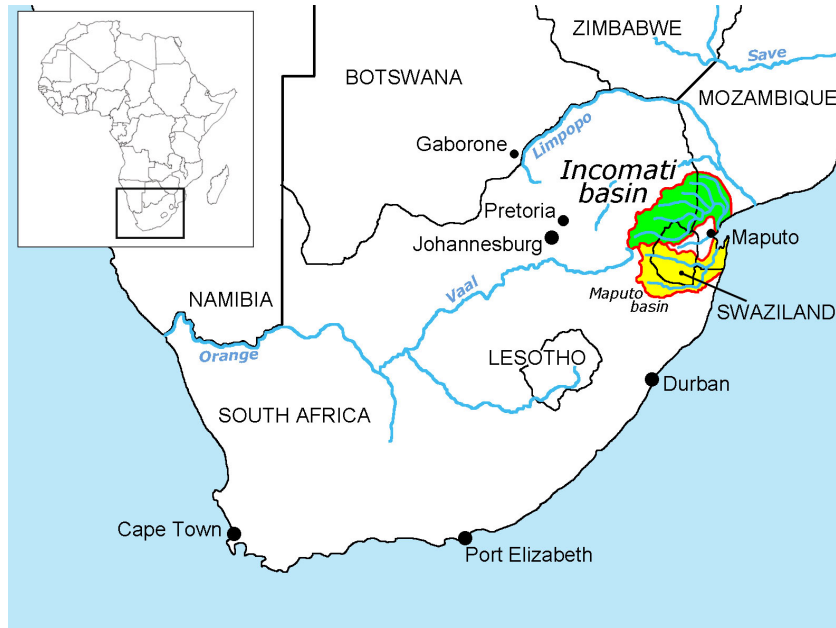 ZIMBABWE
Save
BOTSWANA
MOZAMBIQUE
Gaborone
Limpopo
Incomati
basin
Pretoria
Johannesburg
Maputo
Vaal
Maputo
basin
NAMIBIA
SWAZILAND
Orange
LESOTHO
Durban
SOUTH AFRICA
Cape Town
Port Elizabeth